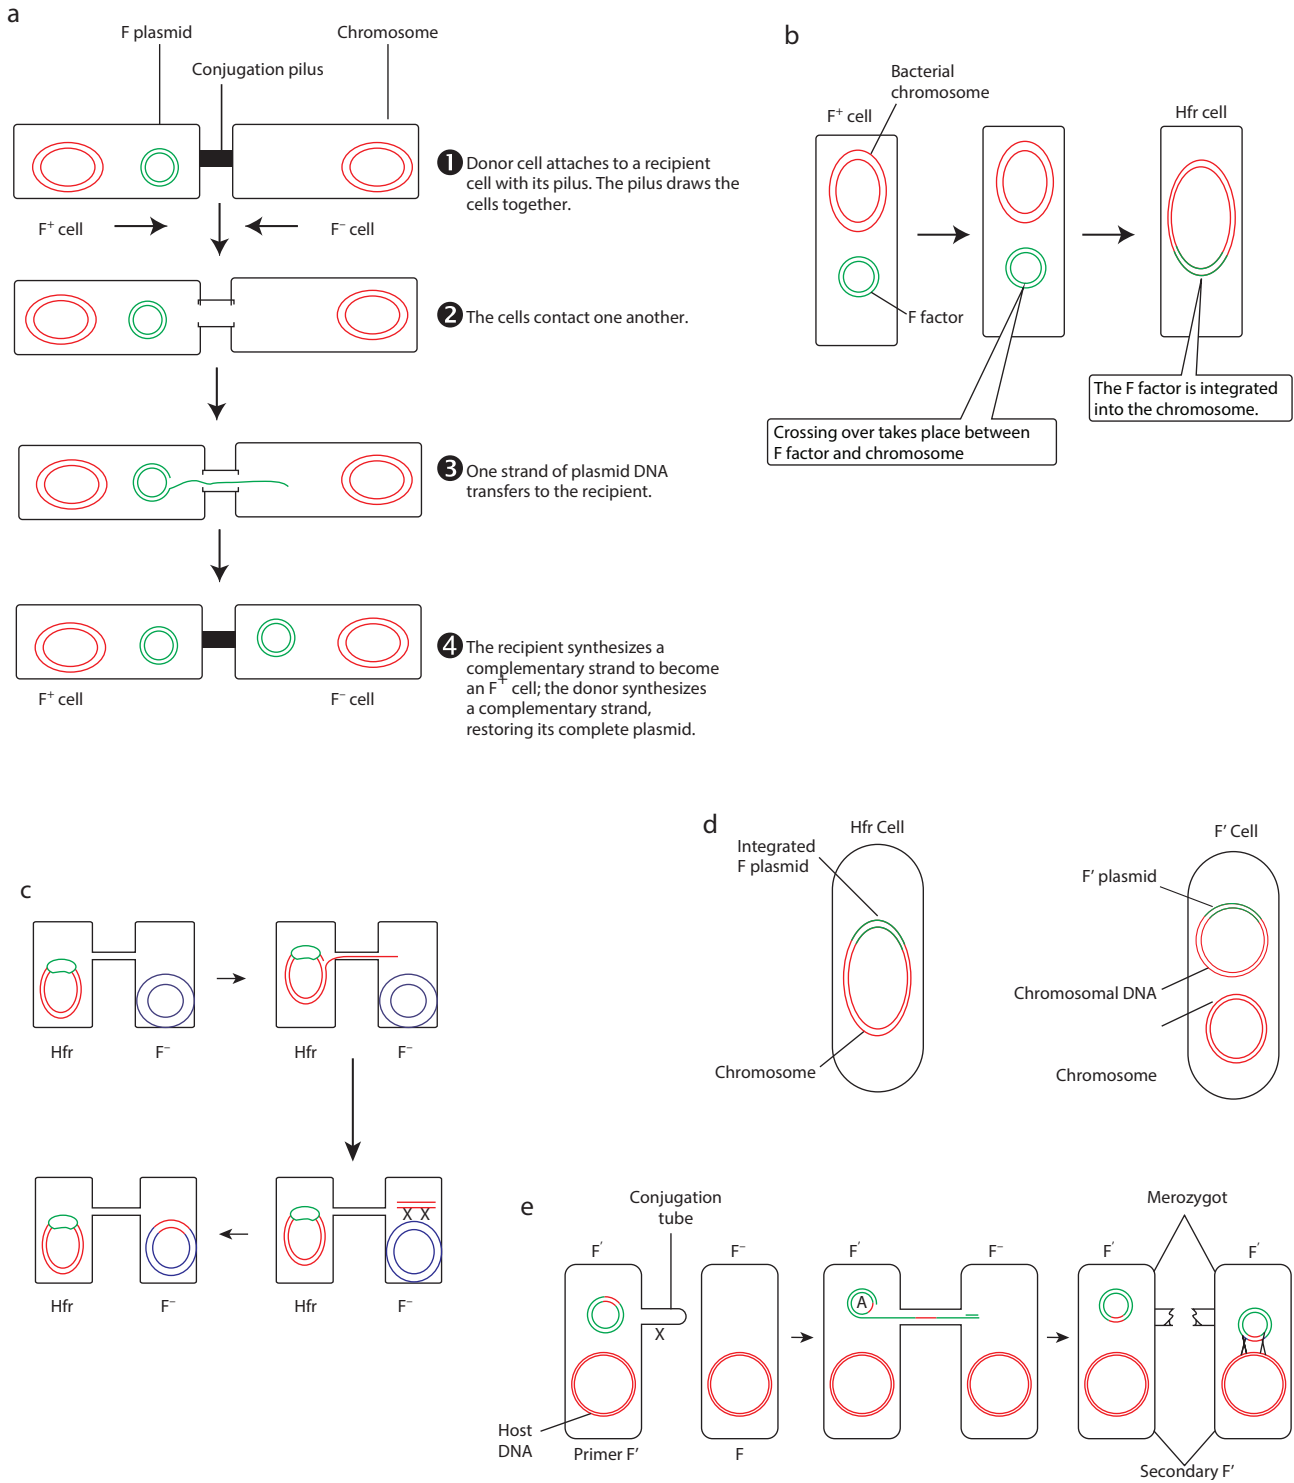 a
F plasmid
Chromosome
Conjugation pilus
F⁺ cell
F⁻ cell
1 Donor cell attaches to a recipient
cell with its pilus. The pilus draws the
cells together.
2 The cells contact one another.
3 One strand of plasmid DNA
transfers to the recipient.
F⁺ cell
F⁻ cell
4 The recipient synthesizes a
complementary strand to become
an F⁺ cell; the donor synthesizes
a complementary strand,
restoring its complete plasmid.
b
Bacterial
chromosome
F⁺ cell
Hfr cell
F factor
The F factor is integrated
into the chromosome.
Crossing over takes place between
F factor and chromosome
c
Hfr
F⁻
Hfr
F⁻
Hfr
F⁻
Hfr
X X
F⁻
d
Hfr Cell
Integrated
F plasmid
Chromosome
F' Cell
F' plasmid
Chromosomal DNA
Chromosome
e
Conjugation
tube
Merozygot
F'
F⁻
F'
F⁻
F'
F'
A
X
Host
DNA
Primer F'
F
Secondary F'